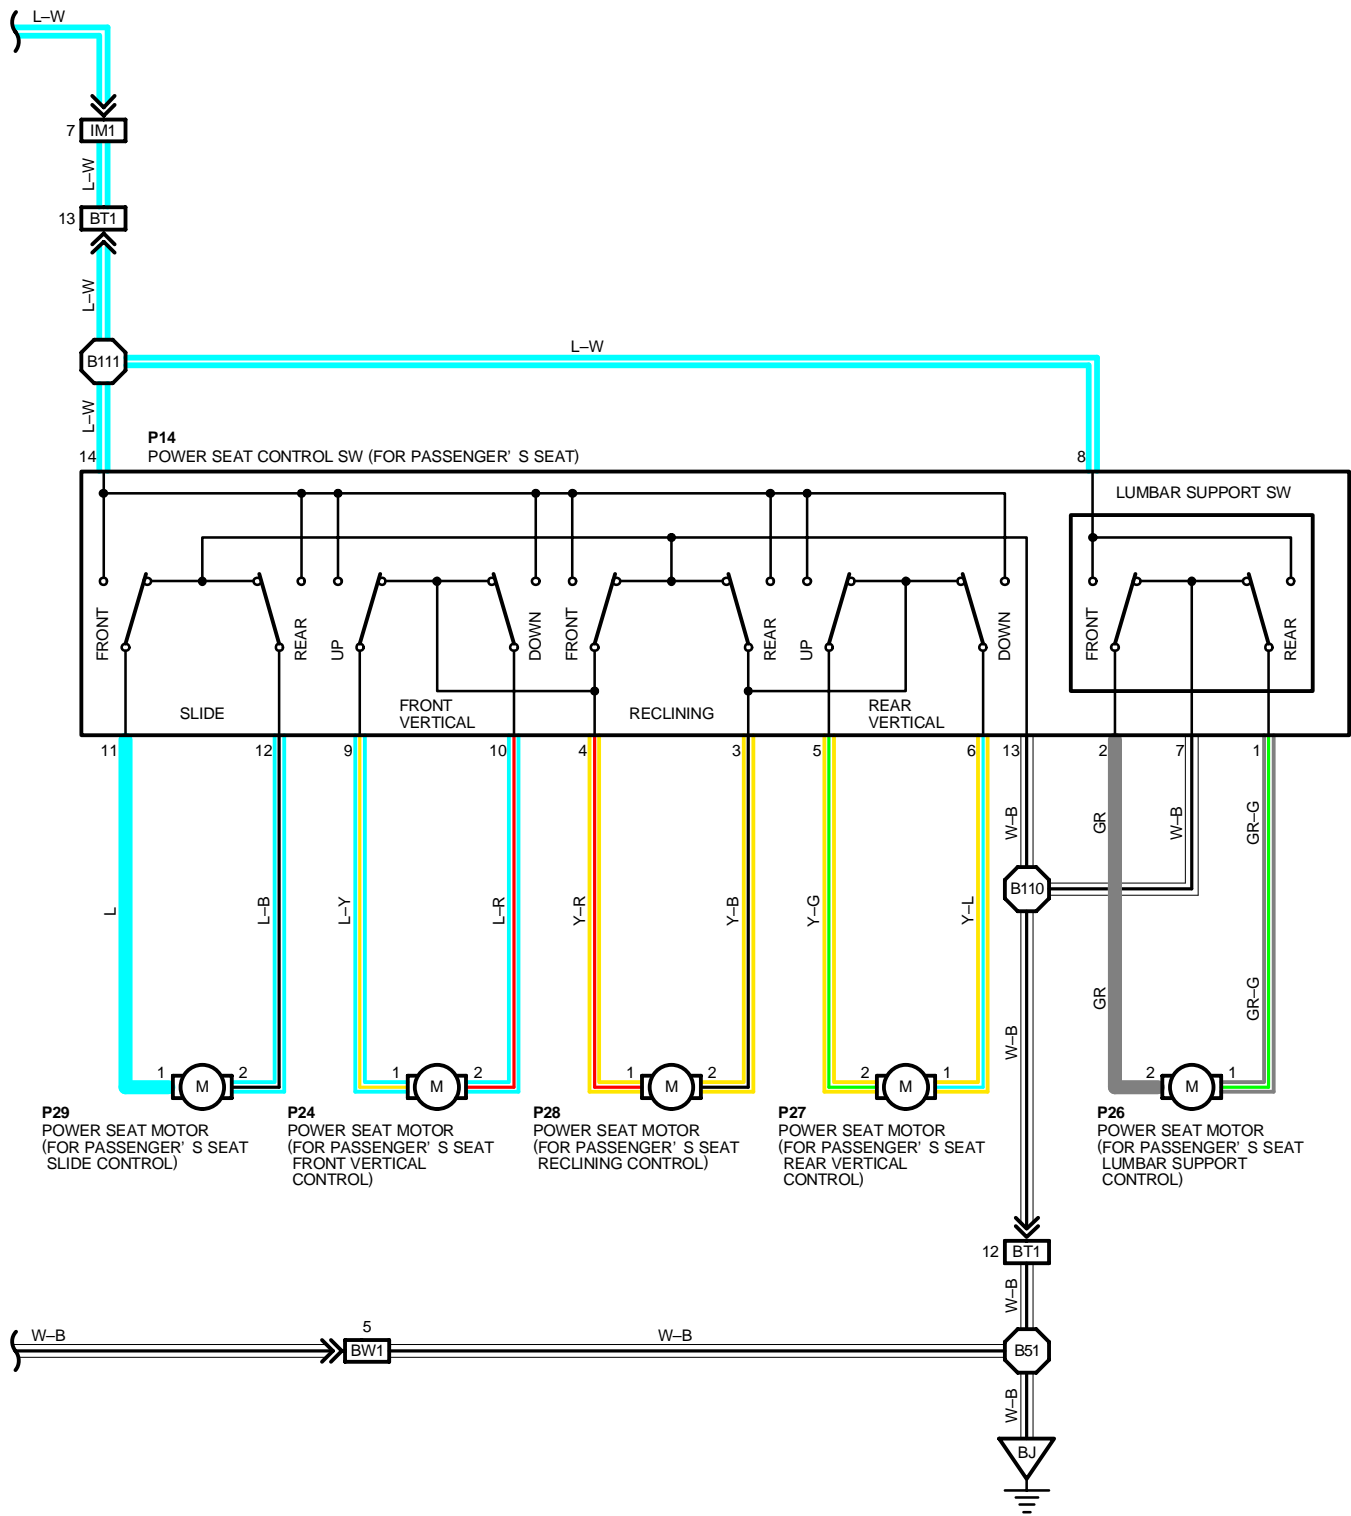 L–W
7 IM1
L–W
13 BT1
L–W
B111
L–W
L–W
P14
14 POWER SEAT CONTROL SW (FOR PASSENGER' S SEAT) 8
LUMBAR SUPPORT SW
FRONT
REAR
UP
DOWN
FRONT
REAR
UP
DOWN
FRONT
REAR
SLIDE
FRONT
VERTICAL
RECLINING
REAR
VERTICAL
11 12 9 10 4 3 5 6 13 2 7 1
W–B
GR
W–B
GR–G
B110
L
L–B
L–Y
L–R
Y–R
Y–B
Y–G
Y–L
W–B
GR
GR–G
1 M 2
1 M 2
1 M 2
2 M 1
2 M 1
P29
POWER SEAT MOTOR
(FOR PASSENGER' S SEAT
SLIDE CONTROL)
P24
POWER SEAT MOTOR
(FOR PASSENGER' S SEAT
FRONT VERTICAL
CONTROL)
P28
POWER SEAT MOTOR
(FOR PASSENGER' S SEAT
RECLINING CONTROL)
P27
POWER SEAT MOTOR
(FOR PASSENGER' S SEAT
REAR VERTICAL
CONTROL)
P26
POWER SEAT MOTOR
(FOR PASSENGER' S SEAT
LUMBAR SUPPORT
CONTROL)
12 BT1
W–B
W–B
5
BW1
W–B
B51
W–B
BJ